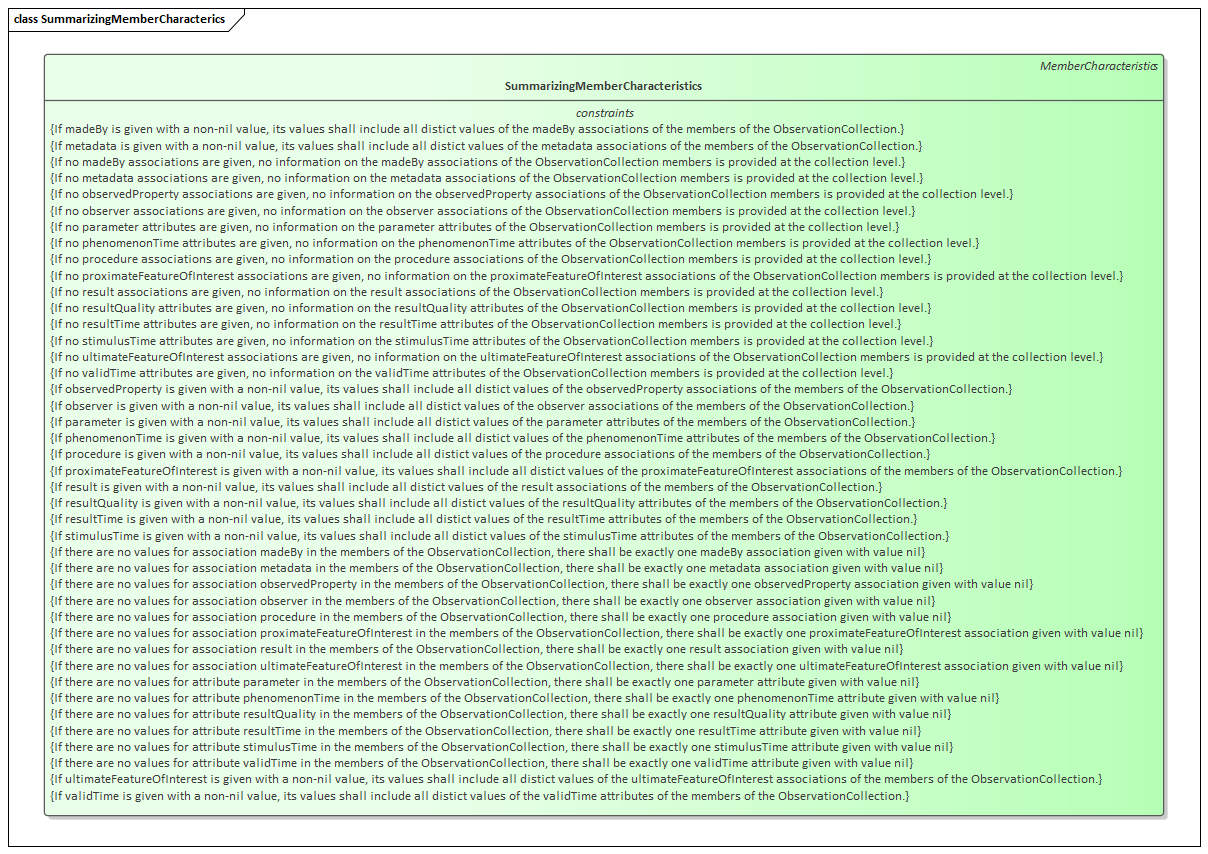 class SummarizingMemberCharacterics
MemberCharacteristics
SummarizingMemberCharacteristics
constraints
{If madeBy is given with a non-nil value, its values shall include all distict values of the madeBy associations of the members of the ObservationCollection.}
{If metadata is given with a non-nil value, its values shall include all distict values of the metadata associations of the members of the ObservationCollection.}
{If no madeBy associations are given, no information on the madeBy associations of the ObservationCollection members is provided at the collection level.}
{If no metadata associations are given, no information on the metadata associations of the ObservationCollection members is provided at the collection level.}
{If no observedProperty associations are given, no information on the observedProperty associations of the ObservationCollection members is provided at the collection level.}
{If no observer associations are given, no information on the observer associations of the ObservationCollection members is provided at the collection level.}
{If no parameter attributes are given, no information on the parameter attributes of the ObservationCollection members is provided at the collection level.}
{If no phenomenonTime attributes are given, no information on the phenomenonTime attributes of the ObservationCollection members is provided at the collection level.}
{If no procedure associations are given, no information on the procedure associations of the ObservationCollection members is provided at the collection level.}
{If no proximateFeatureOfInterest associations are given, no information on the proximateFeatureOfInterest associations of the ObservationCollection members is provided at the collection level.}
{If no result associations are given, no information on the result associations of the ObservationCollection members is provided at the collection level.}
{If no resultQuality attributes are given, no information on the resultQuality attributes of the ObservationCollection members is provided at the collection level.}
{If no resultTime attributes are given, no information on the resultTime attributes of the ObservationCollection members is provided at the collection level.}
{If no stimulusTime attributes are given, no information on the stimulusTime attributes of the ObservationCollection members is provided at the collection level.}
{If no ultimateFeatureOfInterest associations are given, no information on the ultimateFeatureOfInterest associations of the ObservationCollection members is provided at the collection level.}
{If no validTime attributes are given, no information on the validTime attributes of the ObservationCollection members is provided at the collection level.}
{If observedProperty is given with a non-nil value, its values shall include all distict values of the observedProperty associations of the members of the ObservationCollection.}
{If observer is given with a non-nil value, its values shall include all distict values of the observer associations of the members of the ObservationCollection.}
{If parameter is given with a non-nil value, its values shall include all distict values of the parameter attributes of the members of the ObservationCollection.}
{If phenomenonTime is given with a non-nil value, its values shall include all distict values of the phenomenonTime attributes of the members of the ObservationCollection.}
{If procedure is given with a non-nil value, its values shall include all distict values of the procedure associations of the members of the ObservationCollection.}
{If proximateFeatureOfInterest is given with a non-nil value, its values shall include all distict values of the proximateFeatureOfInterest associations of the members of the ObservationCollection.}
{If result is given with a non-nil value, its values shall include all distict values of the result associations of the members of the ObservationCollection.}
{If resultQuality is given with a non-nil value, its values shall include all distict values of the resultQuality attributes of the members of the ObservationCollection.}
{If resultTime is given with a non-nil value, its values shall include all distict values of the resultTime attributes of the members of the ObservationCollection.}
{If stimulusTime is given with a non-nil value, its values shall include all distict values of the stimulusTime attributes of the members of the ObservationCollection.}
{If there are no values for association madeBy in the members of the ObservationCollection, there shall be exactly one madeBy association given with value nil}
{If there are no values for association metadata in the members of the ObservationCollection, there shall be exactly one metadata association given with value nil}
{If there are no values for association observedProperty in the members of the ObservationCollection, there shall be exactly one observedProperty association given with value nil}
{If there are no values for association observer in the members of the ObservationCollection, there shall be exactly one observer association given with value nil}
{If there are no values for association procedure in the members of the ObservationCollection, there shall be exactly one procedure association given with value nil}
{If there are no values for association proximateFeatureOfInterest in the members of the ObservationCollection, there shall be exactly one proximateFeatureOfInterest association given with value nil}
{If there are no values for association result in the members of the ObservationCollection, there shall be exactly one result association given with value nil}
{If there are no values for association ultimateFeatureOfInterest in the members of the ObservationCollection, there shall be exactly one ultimateFeatureOfInterest association given with value nil}
{If there are no values for attribute parameter in the members of the ObservationCollection, there shall be exactly one parameter attribute given with value nil}
{If there are no values for attribute phenomenonTime in the members of the ObservationCollection, there shall be exactly one phenomenonTime attribute given with value nil}
{If there are no values for attribute resultQuality in the members of the ObservationCollection, there shall be exactly one resultQuality attribute given with value nil}
{If there are no values for attribute resultTime in the members of the ObservationCollection, there shall be exactly one resultTime attribute given with value nil}
{If there are no values for attribute stimulusTime in the members of the ObservationCollection, there shall be exactly one stimulusTime attribute given with value nil}
{If there are no values for attribute validTime in the members of the ObservationCollection, there shall be exactly one validTime attribute given with value nil}
{If ultimateFeatureOfInterest is given with a non-nil value, its values shall include all distict values of the ultimateFeatureOfInterest associations of the members of the ObservationCollection.}
{If validTime is given with a non-nil value, its values shall include all distict values of the validTime attributes of the members of the ObservationCollection.}